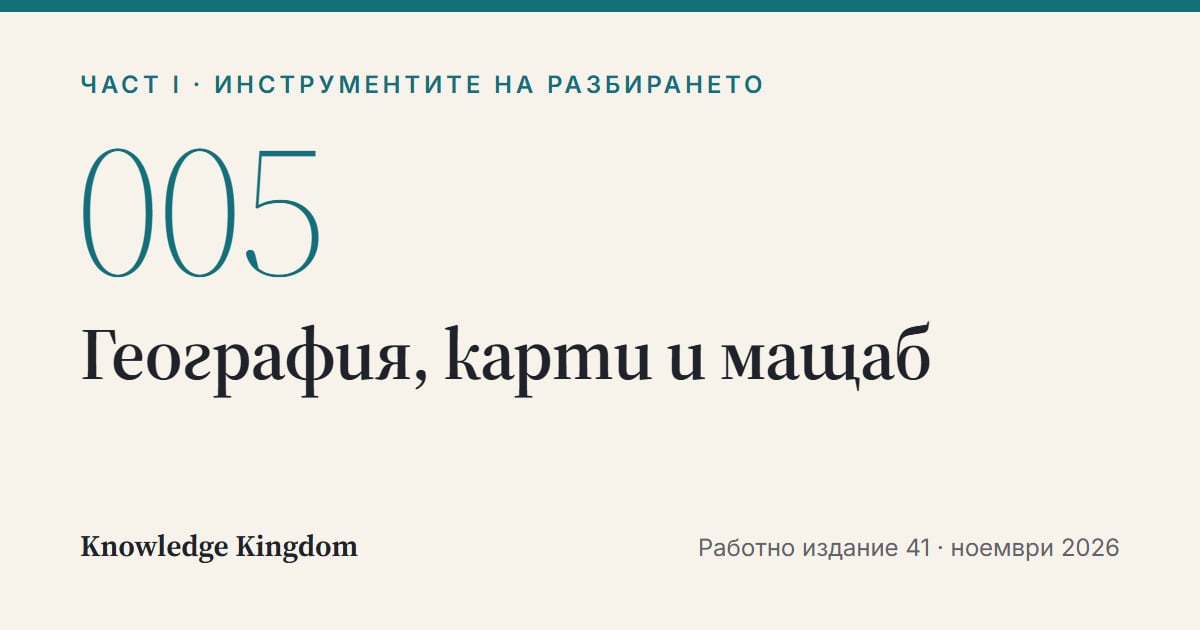 ЧАСТ I · ИНСТРУМЕНТИТЕ НА РАЗБИРАНЕТО
005
География, карти и мащаб
Knowledge Kingdom
Работно издание 41 · ноември 2026